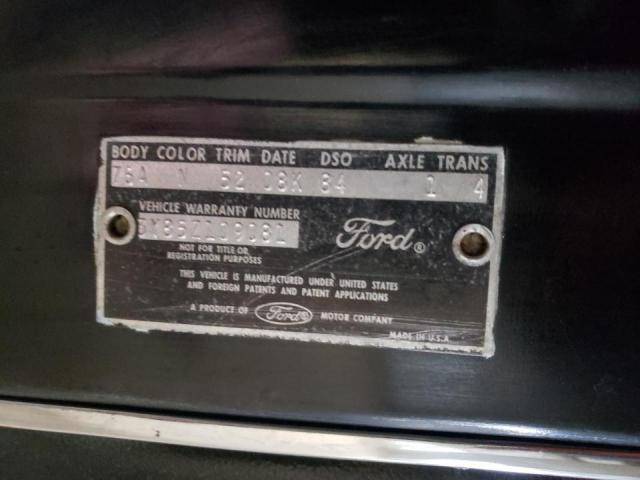 BODY COLOR TRIM DATE DSO AXLE TRANS
76A 52 08K 84 1 4
VEHICLE WARRANTY NUMBER
3Y85Z109081
Ford®
NOT FOR TITLE OR
REGISTRATION PURPOSES
THIS VEHICLE IS MANUFACTURED UNDER UNITED STATES
AND FOREIGN PATENTS AND PATENT APPLICATIONS
A PRODUCT OF Ford® MOTOR COMPANY
MADE IN U.S.A